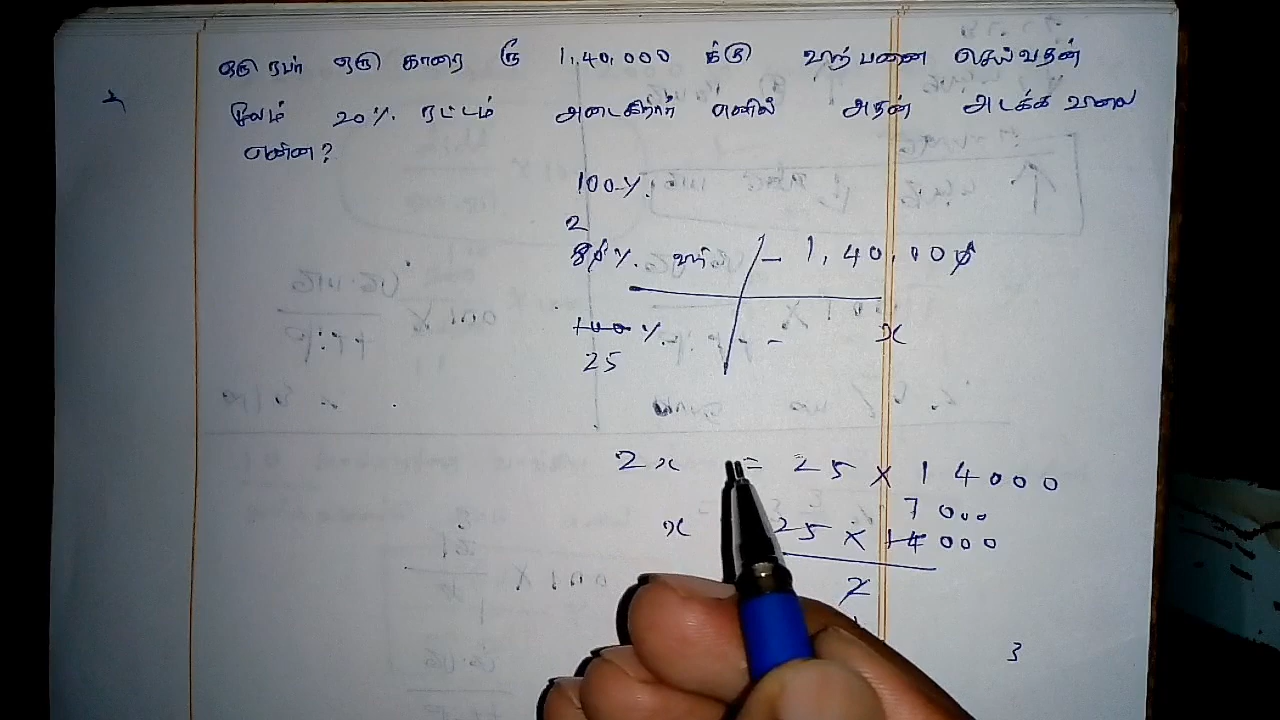 ஒரு நபர் ஒரு காரை ரூ 1,40,000 க்கு விற்பனை செய்வதன்
மூலம் 20% நட்டம் அடைகிறார் எனில் அதன் அடக்க விலை
என்ன?
100%
2
80% வி - 1,40,000
100% - x
25
2x = 25 x 14000
7000
x 25 x 14000
2
3